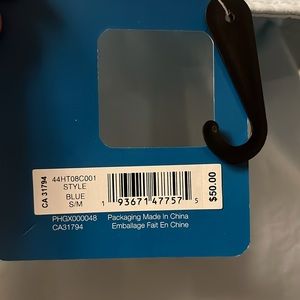 CA 31794
44HT08C001
STYLE
BLUE
S/M
1 93671 47757 5
$50.00
PHGX000048
CA31794
Packaging Made In China
Emballage Fait En Chine